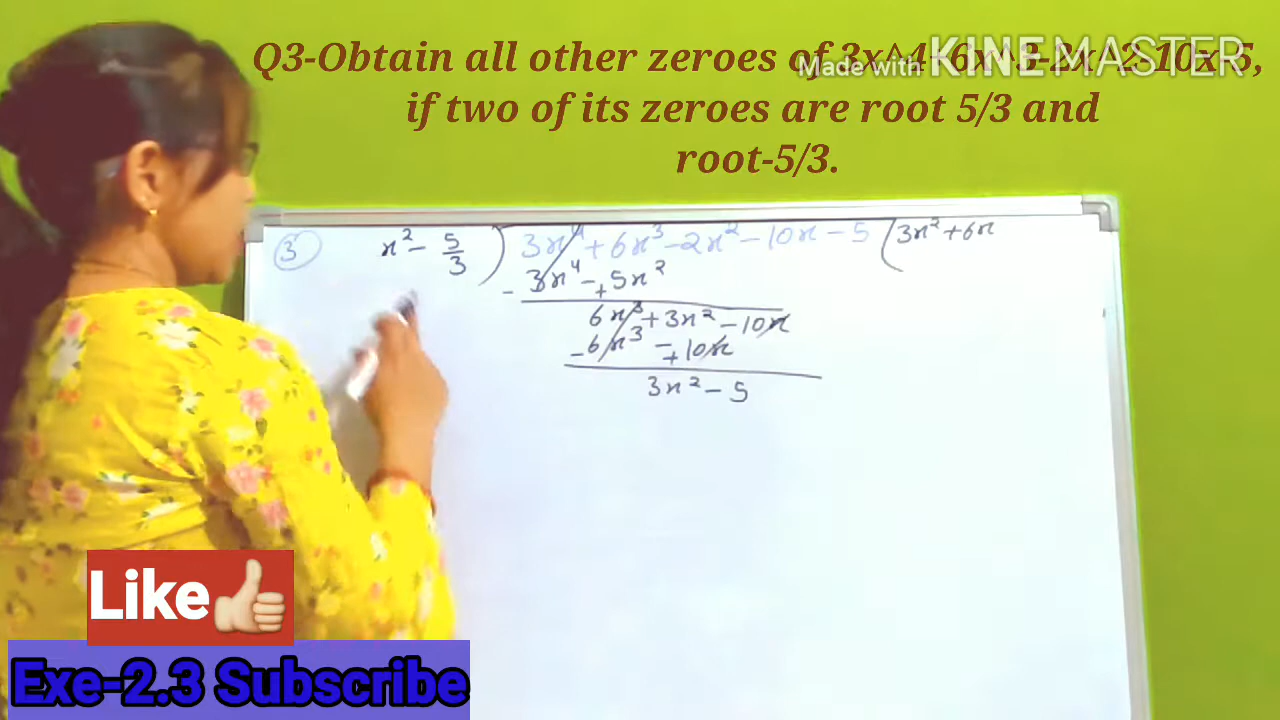 Q3-Obtain all other zeroes of 3x^4 6x^3-2x^2 10x-5,
Made with KINEMASTER
if two of its zeroes are root 5/3 and
root-5/3.
③ x² - 5/3 ) 3x⁴ + 6x³ - 2x² - 10x - 5 ( 3x² + 6x
- 3x⁴ - + 5x²
6x³ + 3x² - 10x
- 6x³ - + 10x
3x² - 5
Like
Exe-2.3 Subscribe